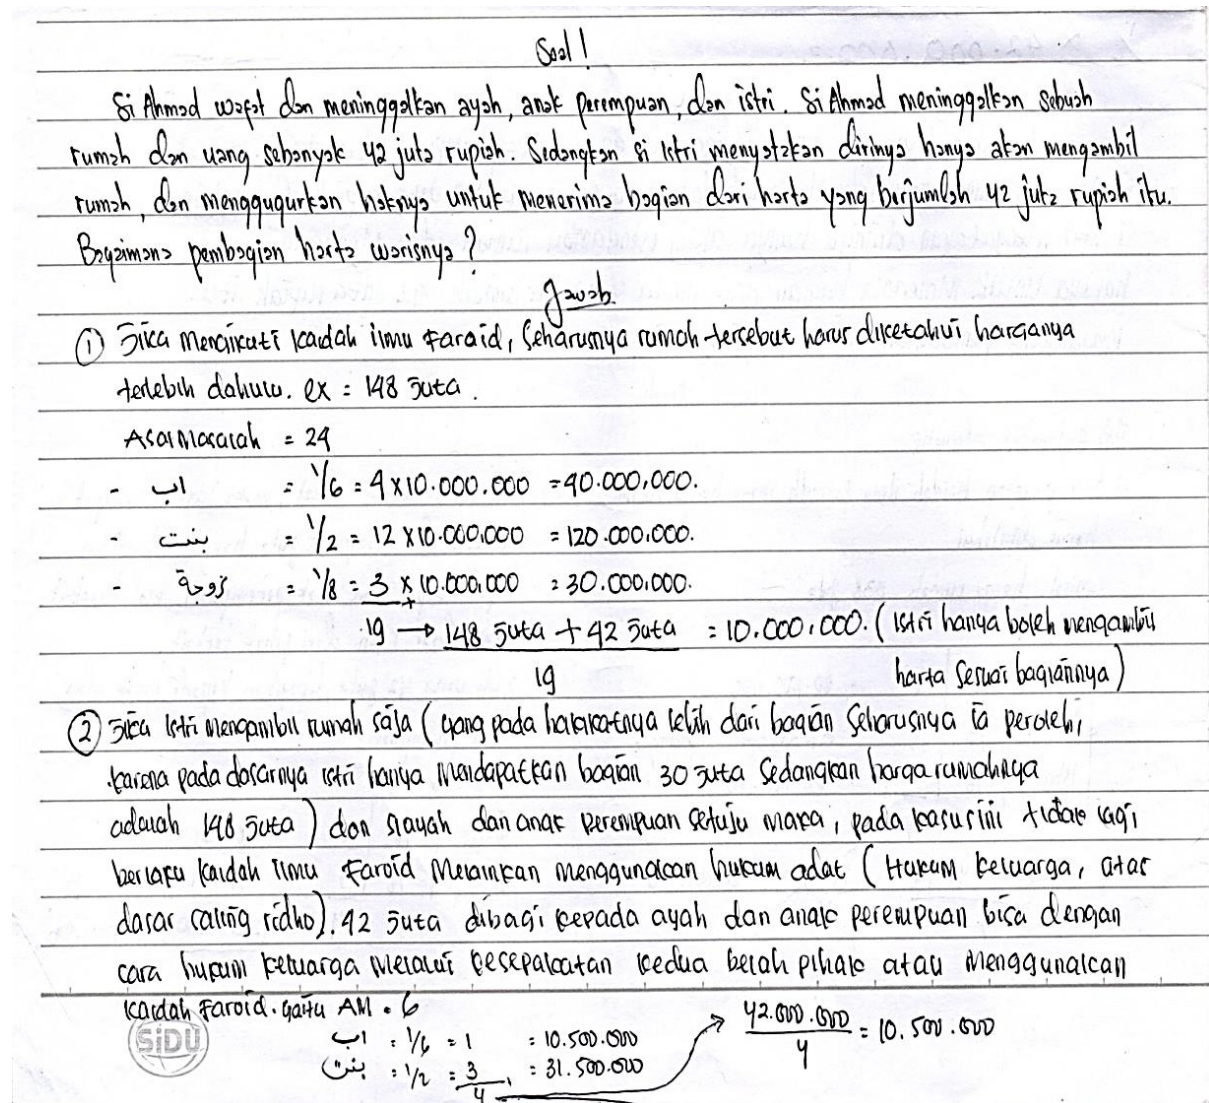 Soal!
Si Ahmad wafat dan meninggalkan ayah, anak perempuan, dan istri. Si Ahmad meninggalkan sebuah
rumah dan uang sebanyak 42 juta rupiah. Sedangkan si istri menyatakan dirinya hanya akan mengambil
rumah, dan menggugurkan haknya untuk menerima bagian dari harta yang birjumlah 42 juta rupiah itu.
Bagaimana pembagian harta warisnya?
Jawab.
① Jika mengikuti kaidah ilmu Faraid, seharusnya rumah tersebut harus diketahui harganya
terlebih dahulu. ex = 148 Juta.
Asal Masalah = 24
- اب = 1/6 = 4 x 10.000.000 = 40.000.000.
- بنت = 1/2 = 12 x 10.000.000 = 120.000.000.
- زوجة = 1/8 = 3 x 10.000.000 = 30.000.000.
+
19 → 148 Juta + 42 Juta = 10.000.000. (Istri hanya boleh mengambil
19 harta sesuai bagiannya)
② Jika Istri mengambil rumah saja (yang pada hakikatnya lebih dari bagian seharusnya ia peroleh,
karena pada dasarnya istri hanya mendapatkan bagian 30 Juta sedangkan harga rumahnya
adalah 148 Juta) dan si ayah dan anak perempuan setuju maka, pada kasus ini tidak lagi
berlaku kaidah ilmu Faroid melainkan menggunakan hukum adat (Hukum keluarga, atas
dasar saling ridho). 42 Juta dibagi kepada ayah dan anak perempuan bisa dengan
cara hukum keluarga melalui kesepakatan kedua belah pihak atau menggunakan
kaidah Faroid. Yaitu AM = 6
SiDU
اب = 1/6 = 1 = 10.500.000
بنت = 1/2 = 3 = 31.500.000
4
42.000.000 = 10.500.000
4